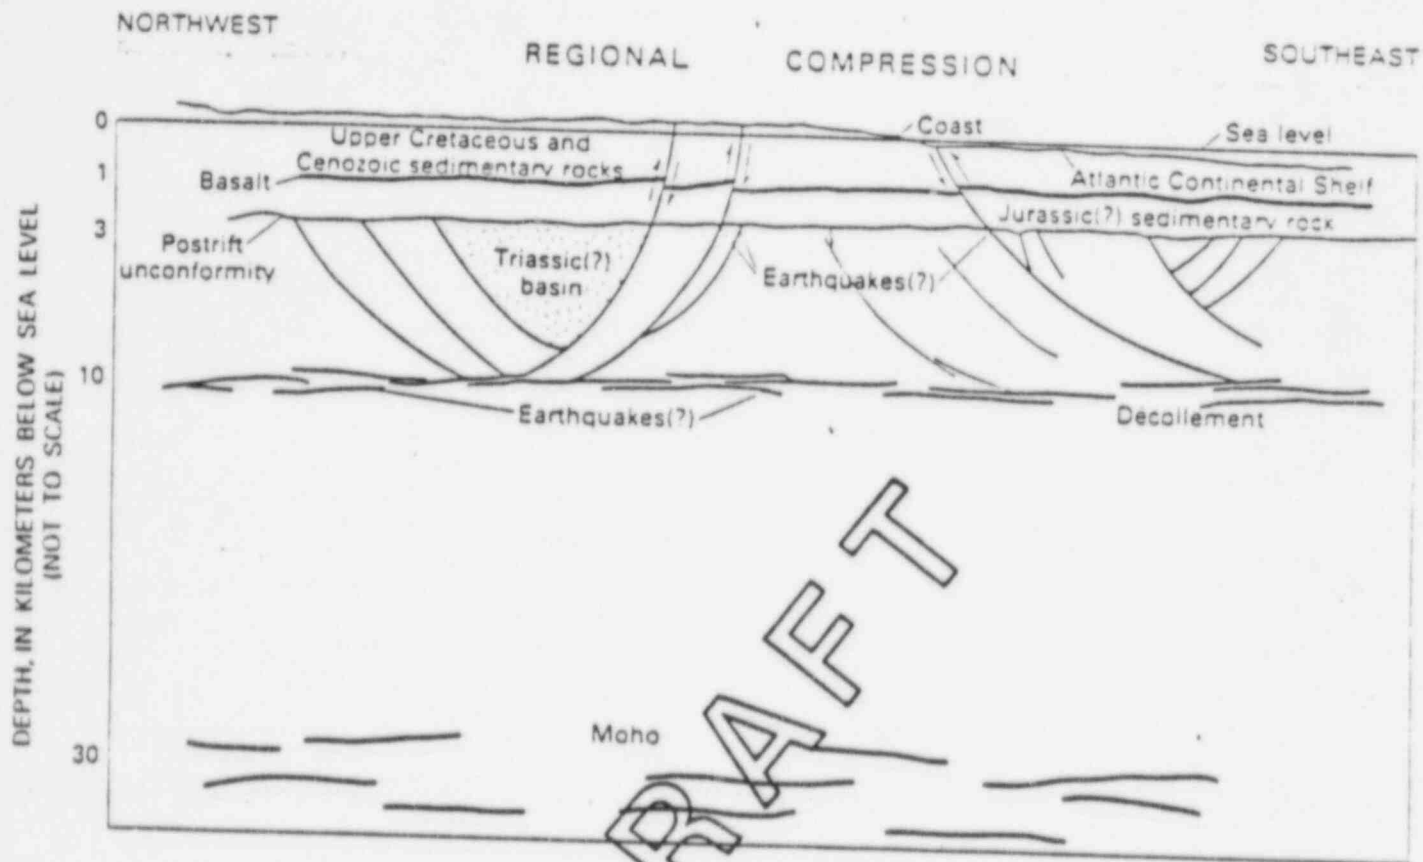 NORTHWEST
REGIONAL COMPRESSION
SOUTHEAST
0
Coast
Sea level
Upper Cretaceous and
Cenozoic sedimentary rocks
1
Basalt
Atlantic Continental Shelf
Jurassic(?) sedimentary rock
3
Postrift
unconformity
Triassic(?)
basin
Earthquakes(?)
10
Earthquakes(?)
Décollement
DEPTH, IN KILOMETERS BELOW SEA LEVEL
(NOT TO SCALE)
Moho
30
RAFT